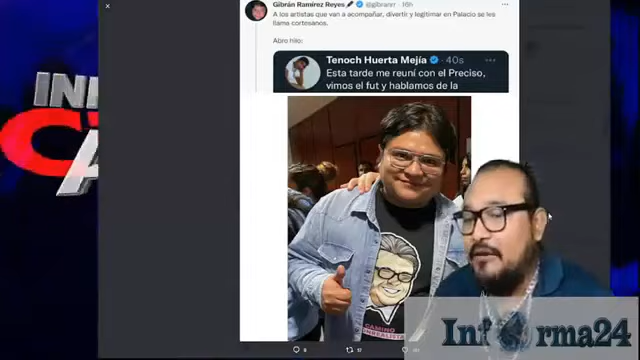 Gibrán Ramírez Reyes
@gibranrr · 16h
A los artistas que van a acompañar, divertir y legitimar en Palacio se les
llama cortesanos.
Abro hilo:
Tenoch Huerta Mejía
· 40s
Esta tarde me reuní con el Preciso,
vimos el fut y hablamos de la
CAMINO
Informa24